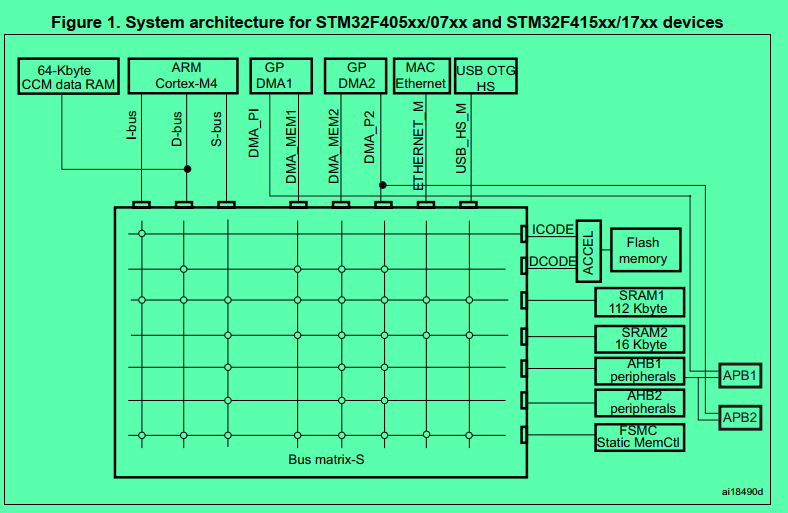 Figure 1. System architecture for STM32F405xx/07xx and STM32F415xx/17xx devices
64-Kbyte
CCM data RAM
ARM
Cortex-M4
GP
DMA1
GP
DMA2
MAC
Ethernet
USB OTG
HS
I-bus
D-bus
S-bus
DMA_PI
DMA_MEM1
DMA_MEM2
DMA_P2
ETHERNET_M
USB_HS_M
ICODE
DCODE
ACCEL
Flash
memory
SRAM1
112 Kbyte
SRAM2
16 Kbyte
AHB1
peripherals
AHB2
peripherals
FSMC
Static MemCtl
APB1
APB2
Bus matrix-S
ai18490d